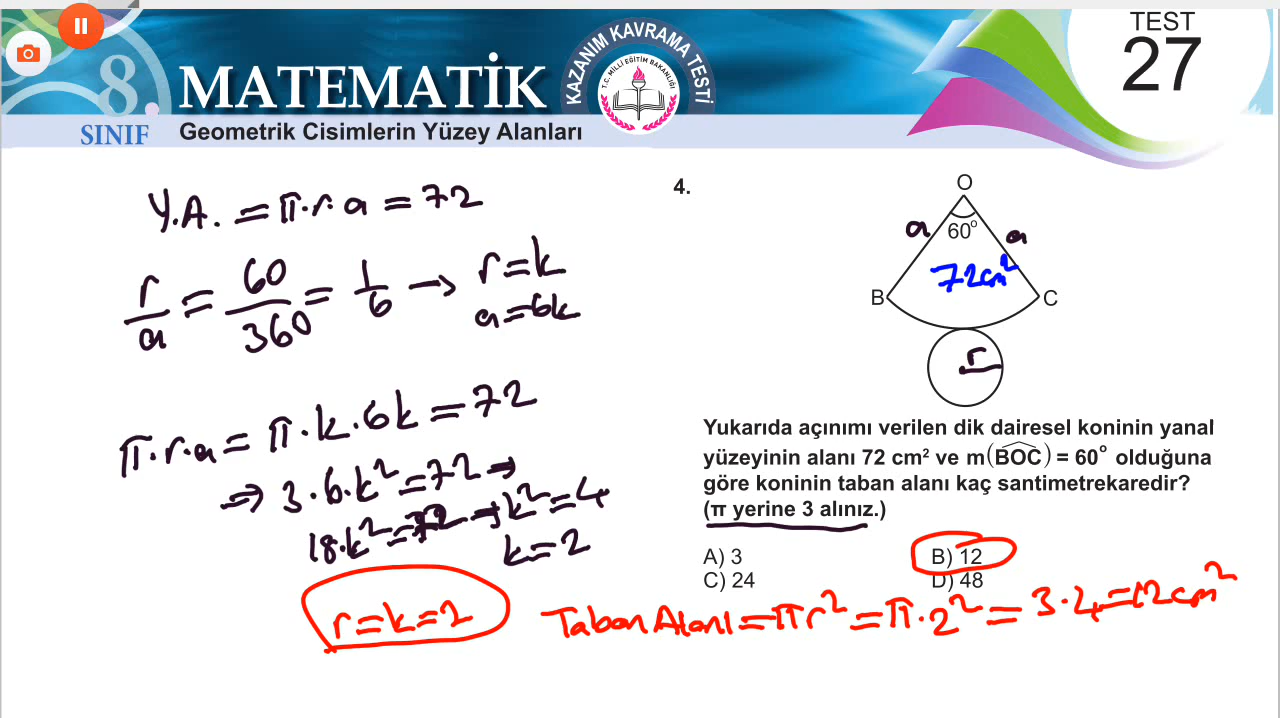 TEST
27
8.
SINIF
MATEMATİK
Geometrik Cisimlerin Yüzey Alanları
KAZANIM KAVRAMA TESTİ
T.C. MİLLİ EĞİTİM BAKANLIĞI
Y.A. = π.r.a = 72
r/a = 60/360 = 1/6 → r=k
a=6k
π.r.a = π.k.6k = 72
⇒ 3.6.k² = 72 →
18.k² = 72 → k² = 4
k=2
r=k=2
4.
O
a 60° a
72cm²
B C
r
Yukarıda açınımı verilen dik dairesel koninin yanal
yüzeyinin alanı 72 cm² ve m(BOC) = 60° olduğuna
göre koninin taban alanı kaç santimetrekaredir?
(π yerine 3 alınız.)
A) 3 B) 12
C) 24 D) 48
Taban Alanı = πr² = π.2² = 3.4 = 12cm²